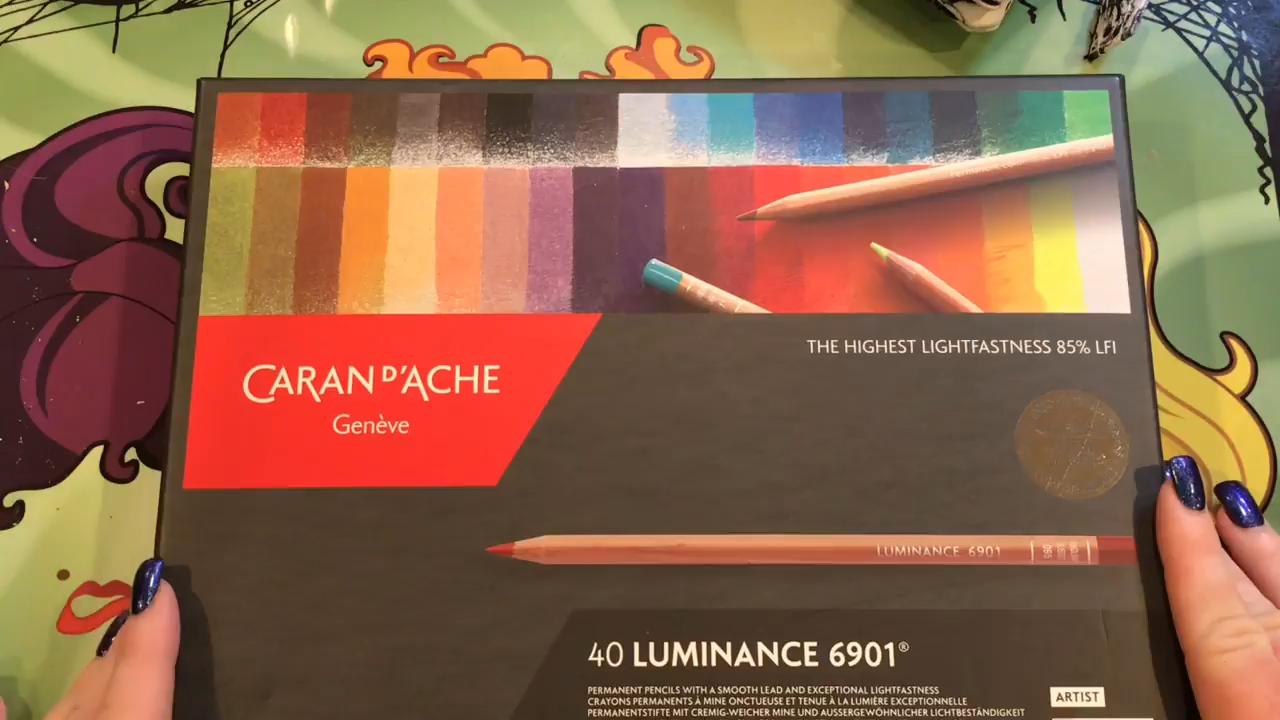 THE HIGHEST LIGHTFASTNESS 85% LFI
CARAN D'ACHE
Genève
LUMINANCE 6901
40 LUMINANCE 6901®
PERMANENT PENCILS WITH A SMOOTH LEAD AND EXCEPTIONAL LIGHTFASTNESS
CRAYONS PERMANENTS À MINE ONCTUEUSE ET TENUE À LA LUMIÈRE EXCEPTIONNELLE
PERMANENTSTIFTE MIT CREMIG-WEICHER MINE UND AUSSERGEWÖHNLICHER LICHTBESTÄNDIGKEIT
ARTIST